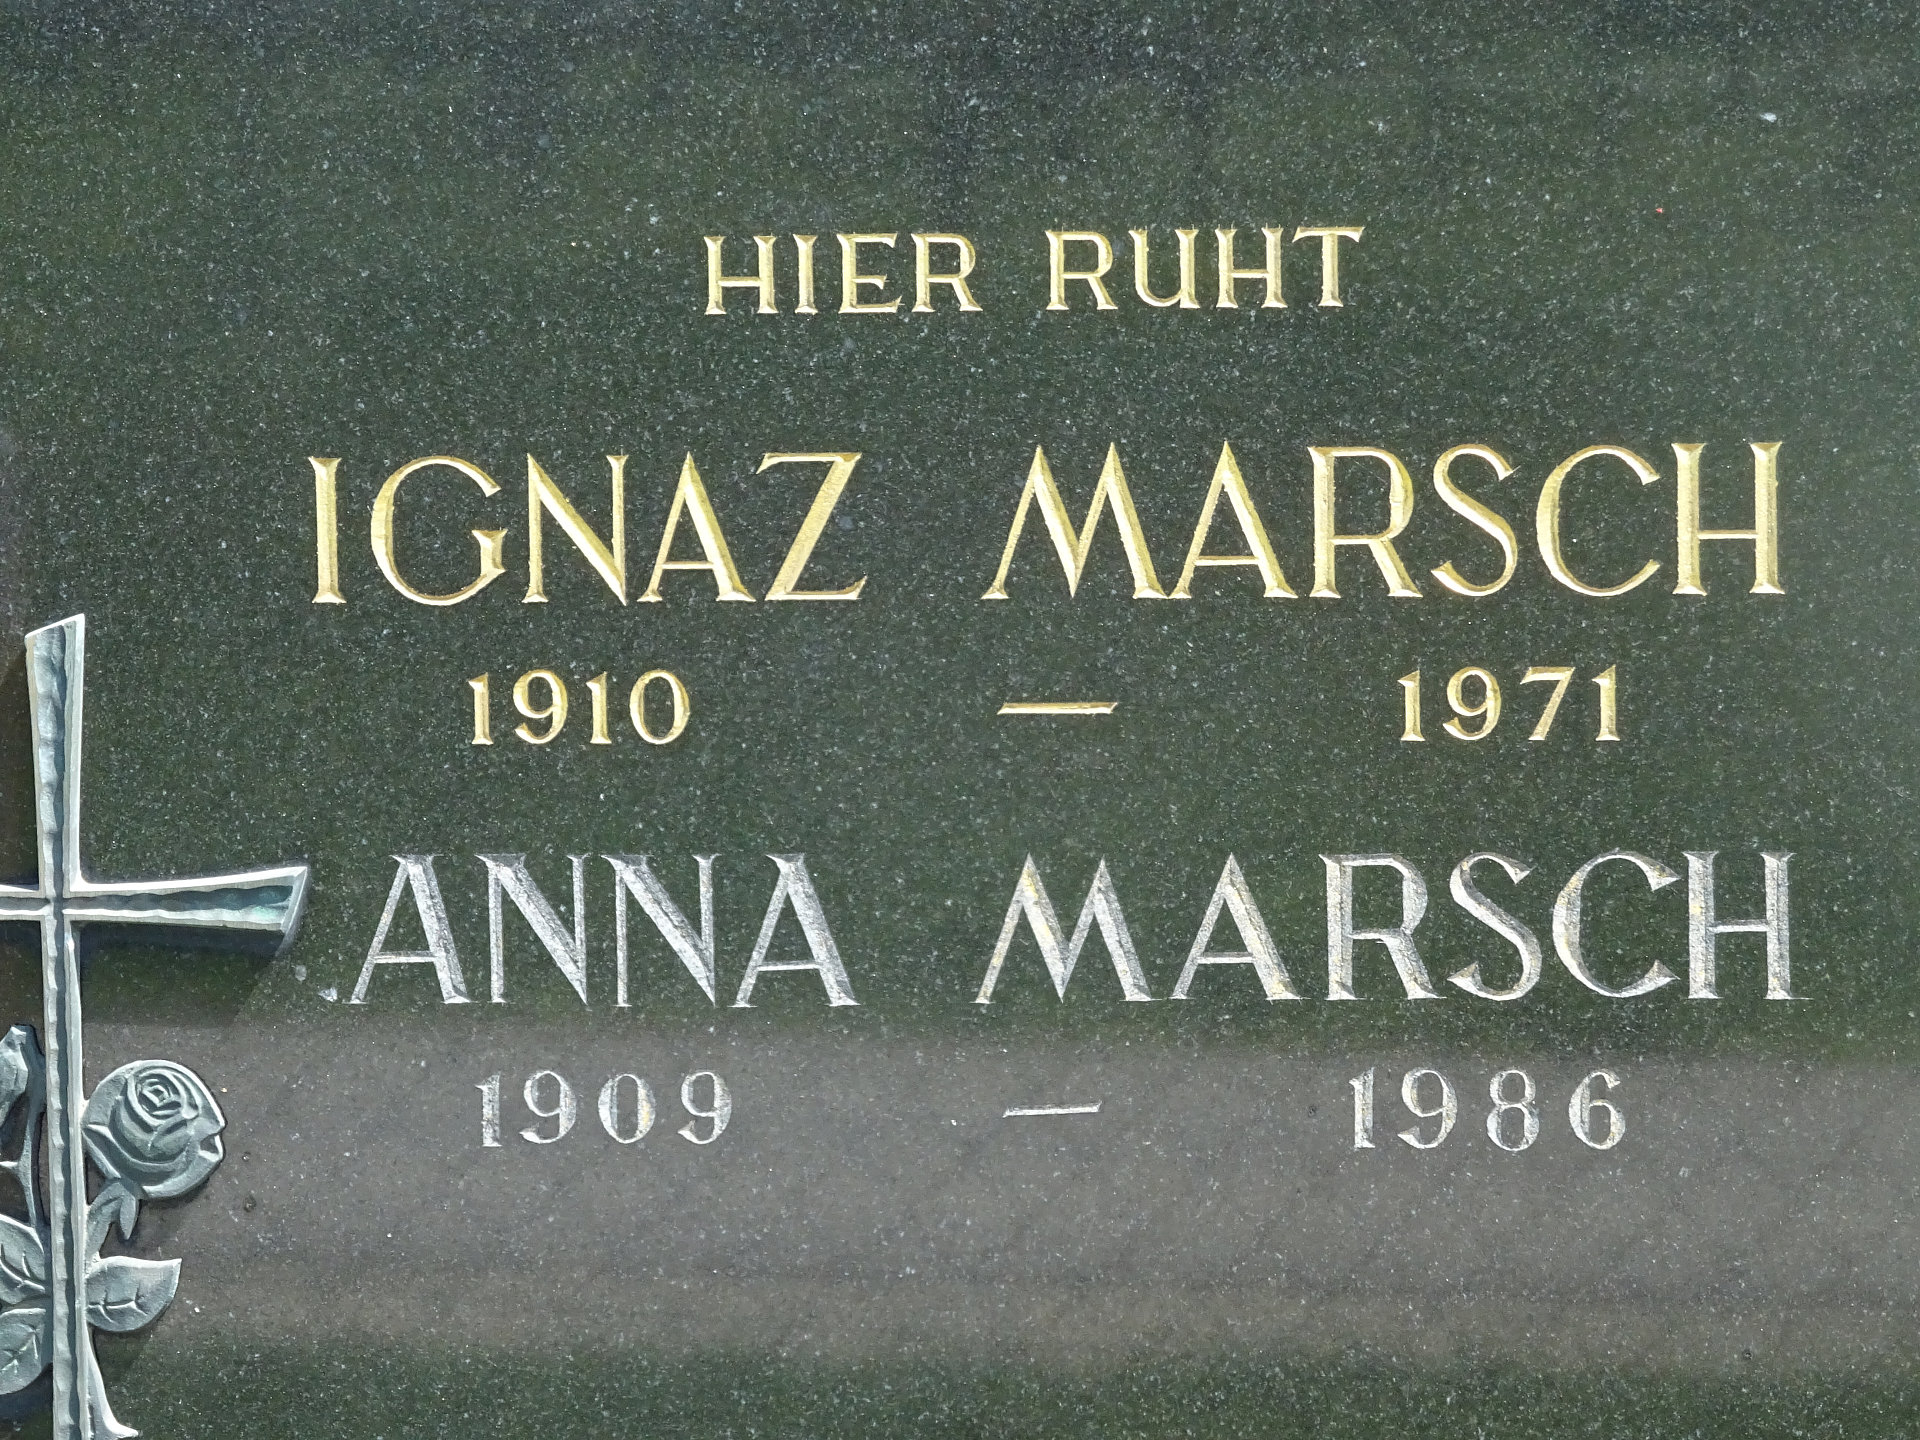 HIER RUHT
IGNAZ MARSCH
1910 – 1971
ANNA MARSCH
1909 – 1986